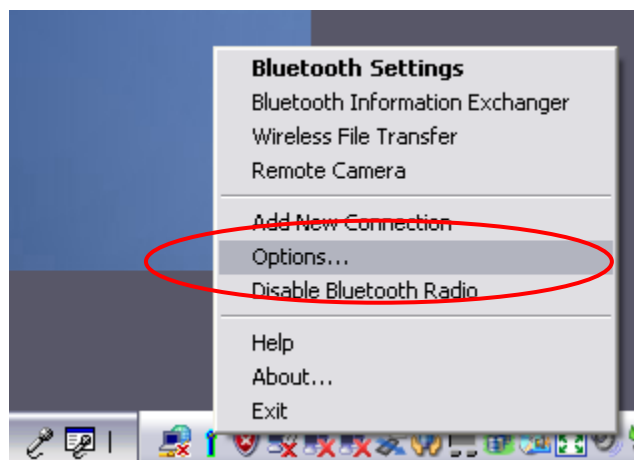 Bluetooth Settings
Bluetooth Information Exchanger
Wireless File Transfer
Remote Camera
Add New Connection
Options...
Disable Bluetooth Radio
Help
About...
Exit